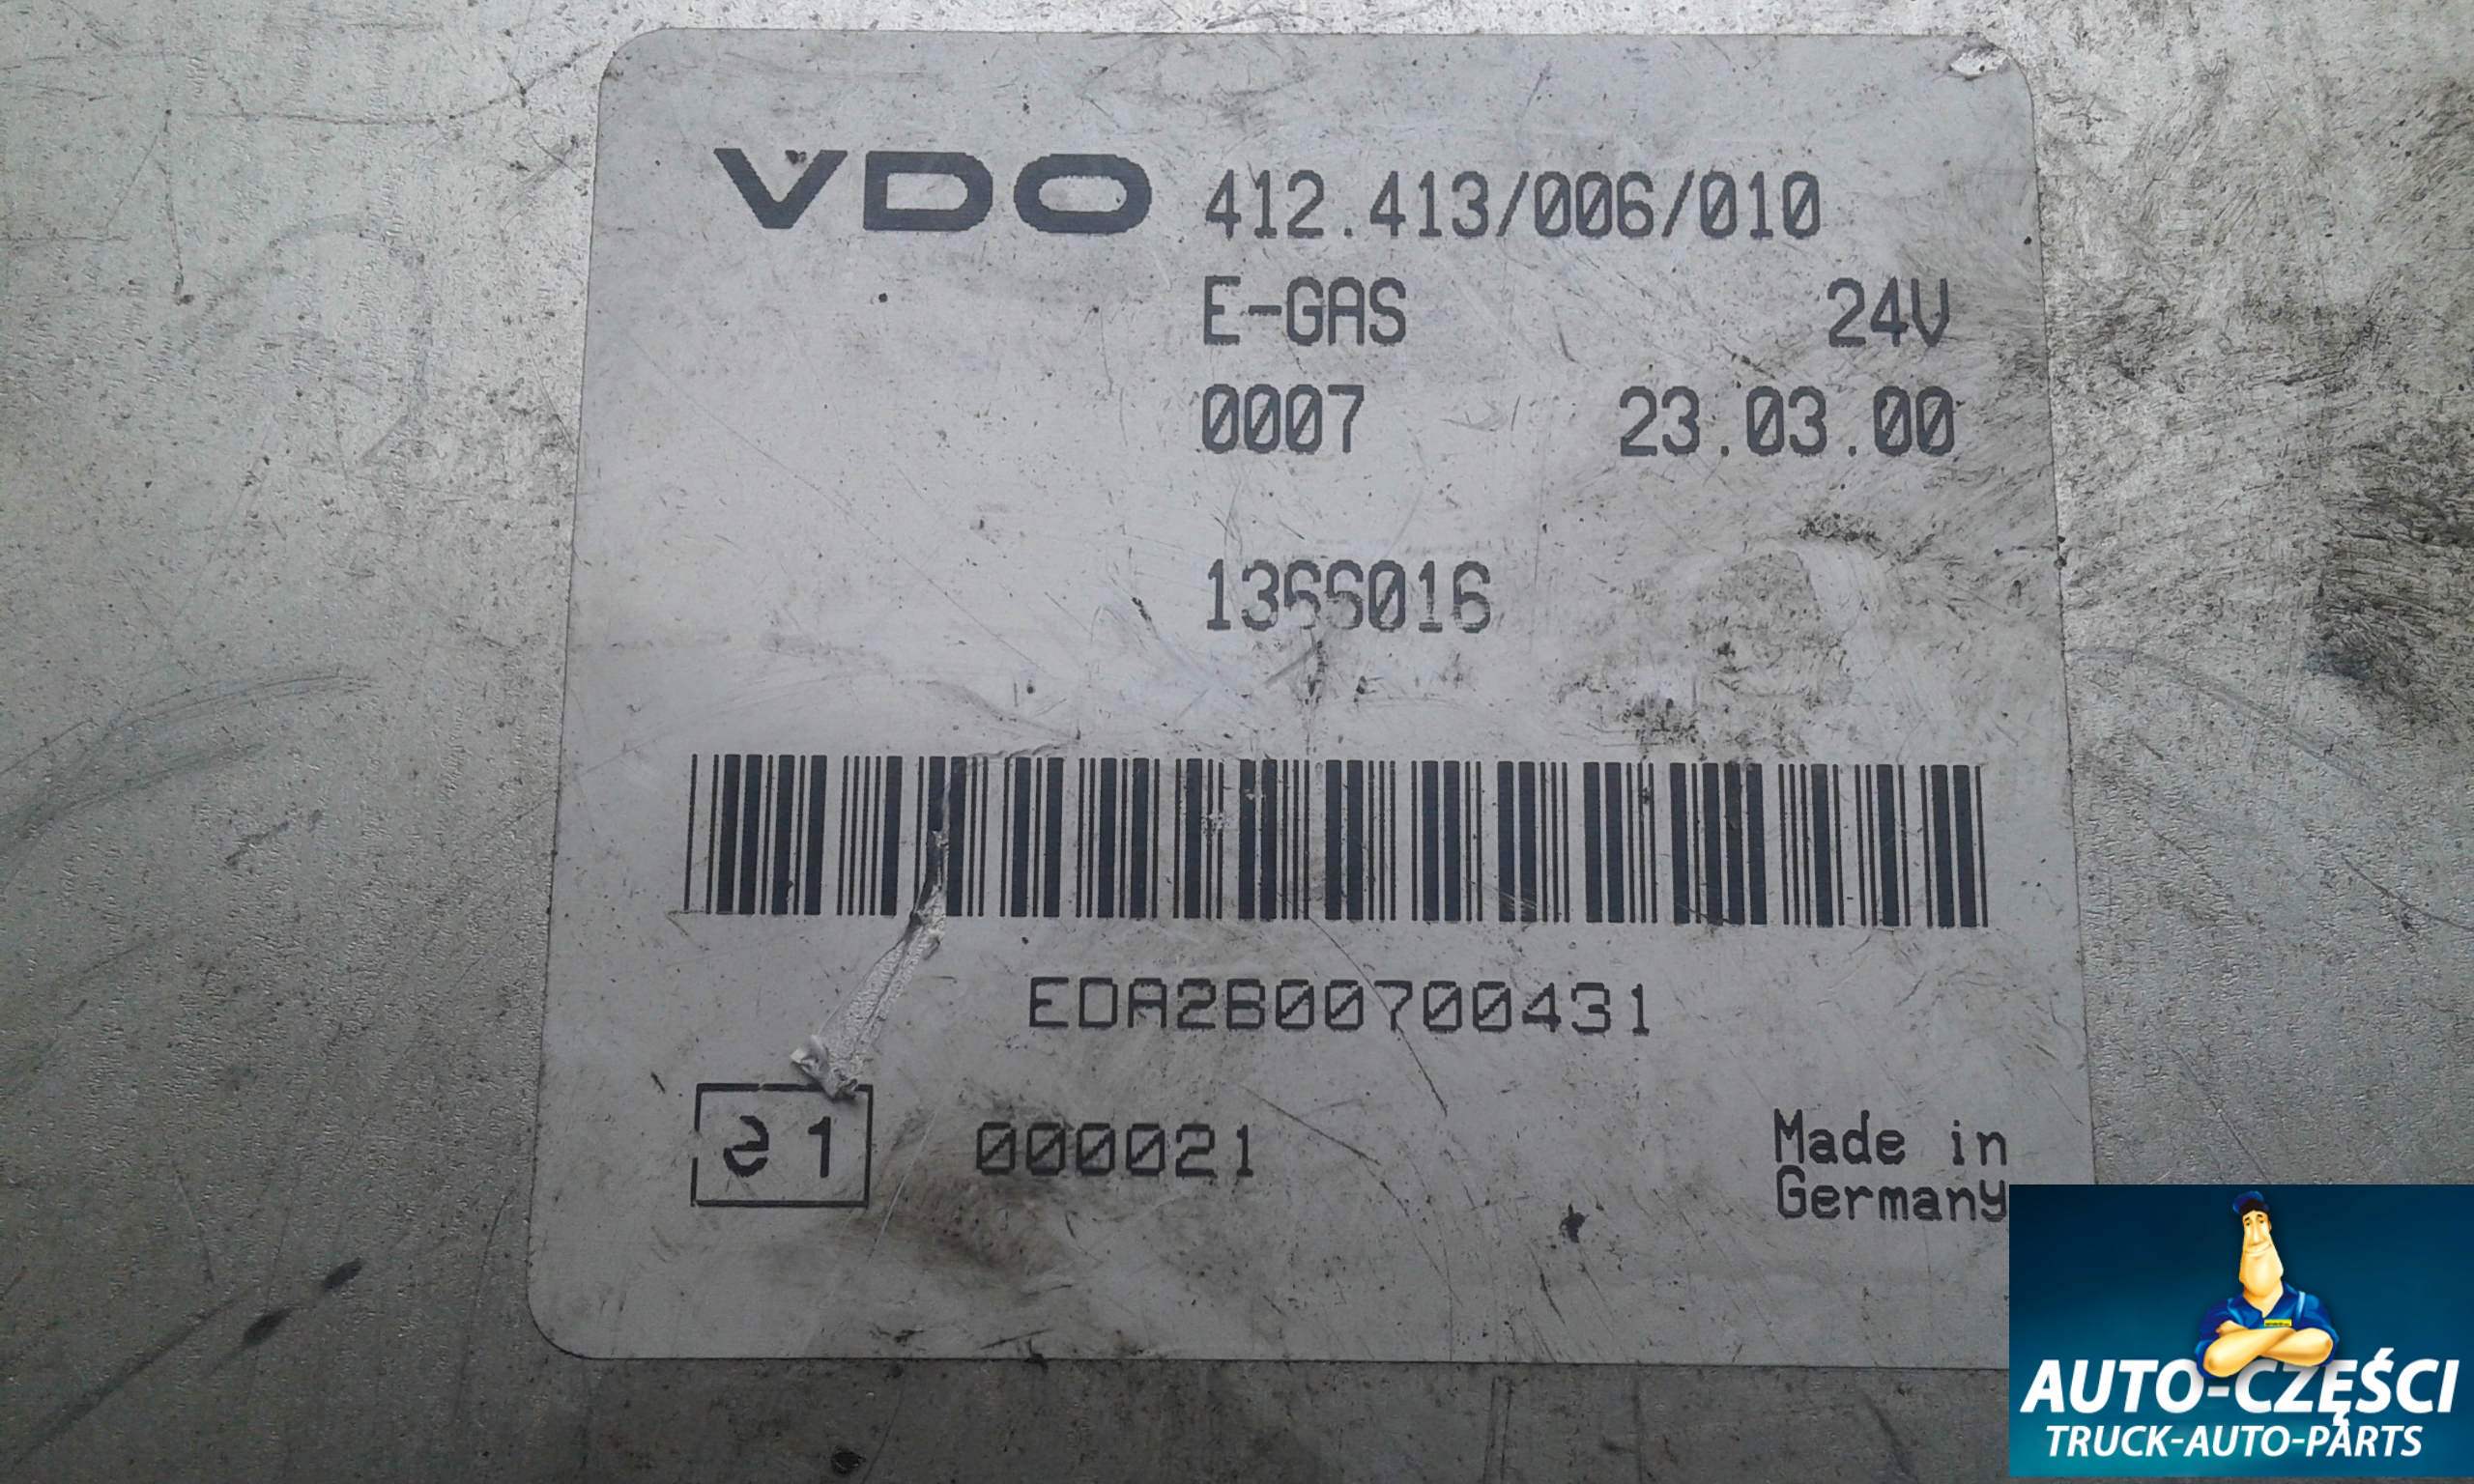 VDO 412.413/006/010
E-GAS 24V
0007 23.03.00
1366016
EDA2B00700431
e1 000021 Made in
Germany
AUTO-CZĘŚCI
TRUCK-AUTO-PARTS